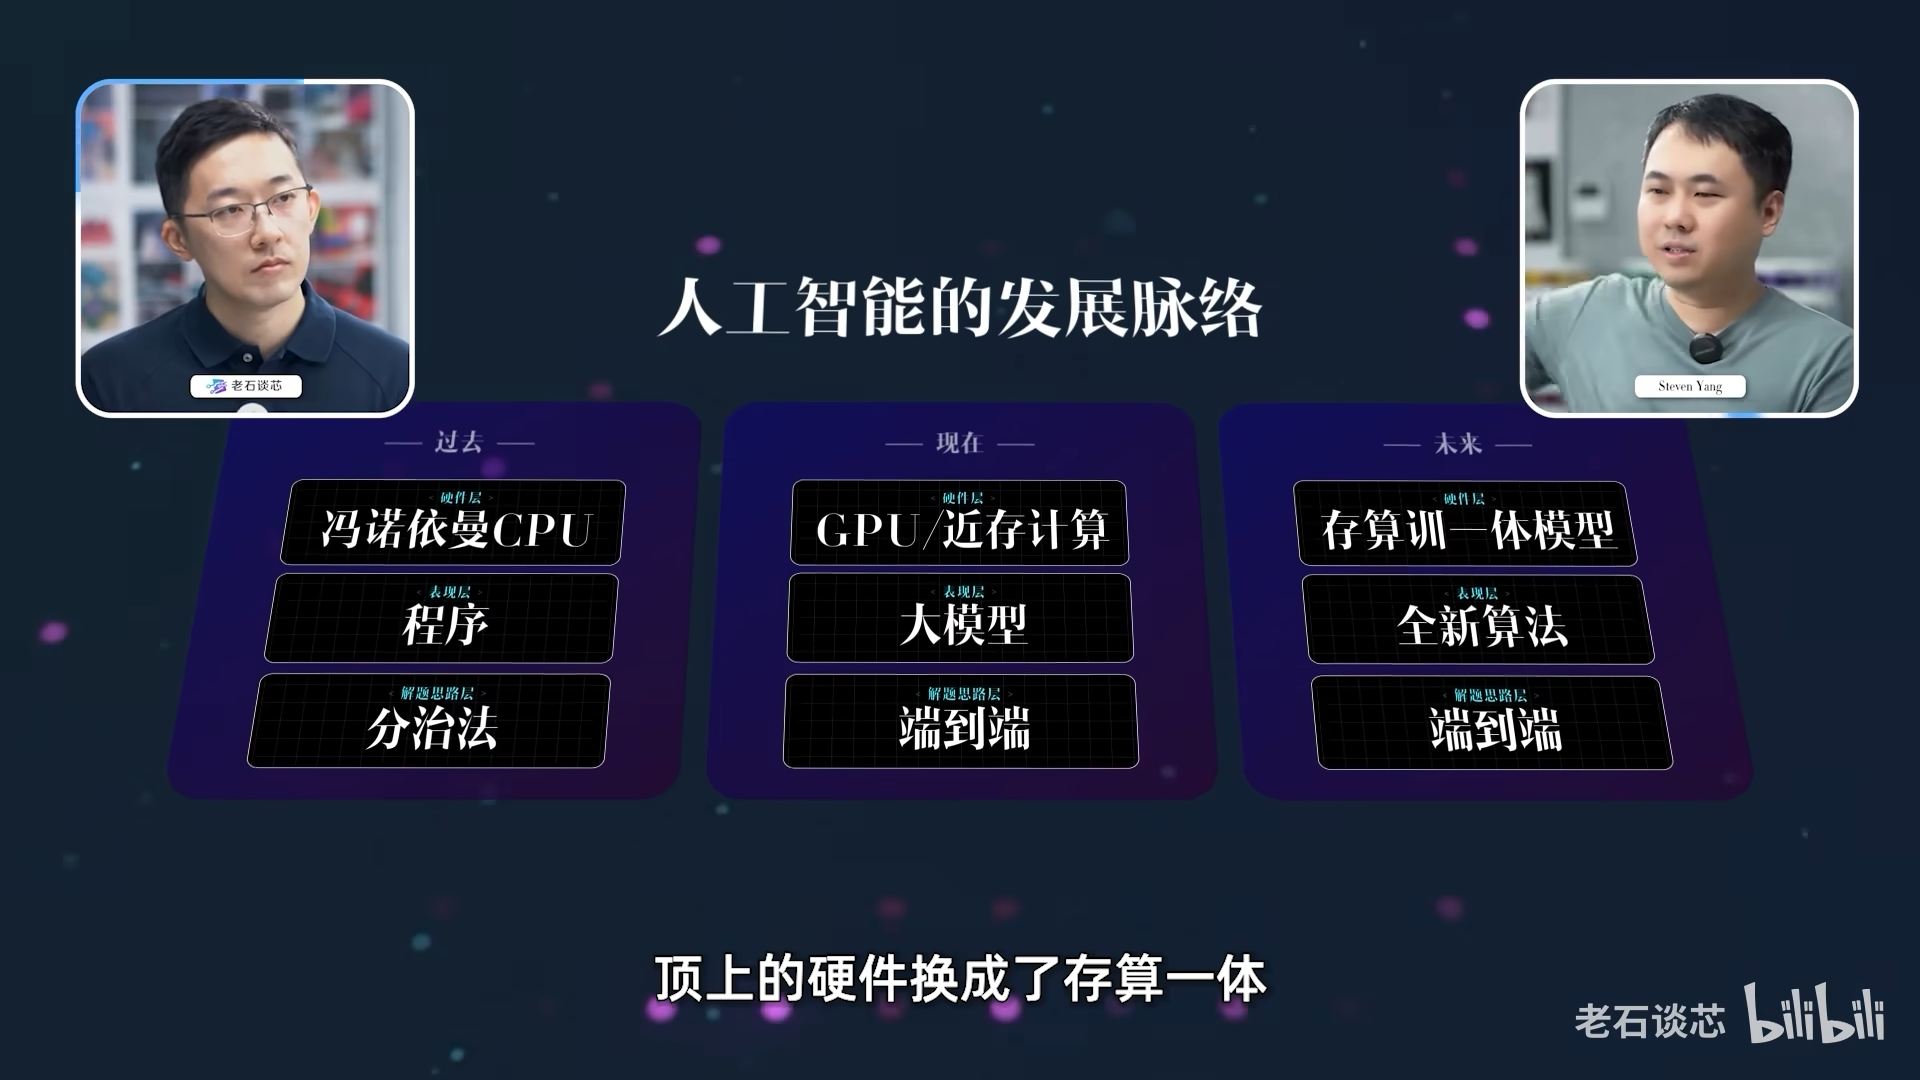 老石谈芯
Steven Yang
人工智能的发展脉络
过去
硬件层
冯诺依曼CPU
表现层
程序
解题思路层
分治法
现在
硬件层
GPU/近存计算
表现层
大模型
解题思路层
端到端
未来
硬件层
存算训一体模型
表现层
全新算法
解题思路层
端到端
顶上的硬件换成了存算一体
老石谈芯 bilibili